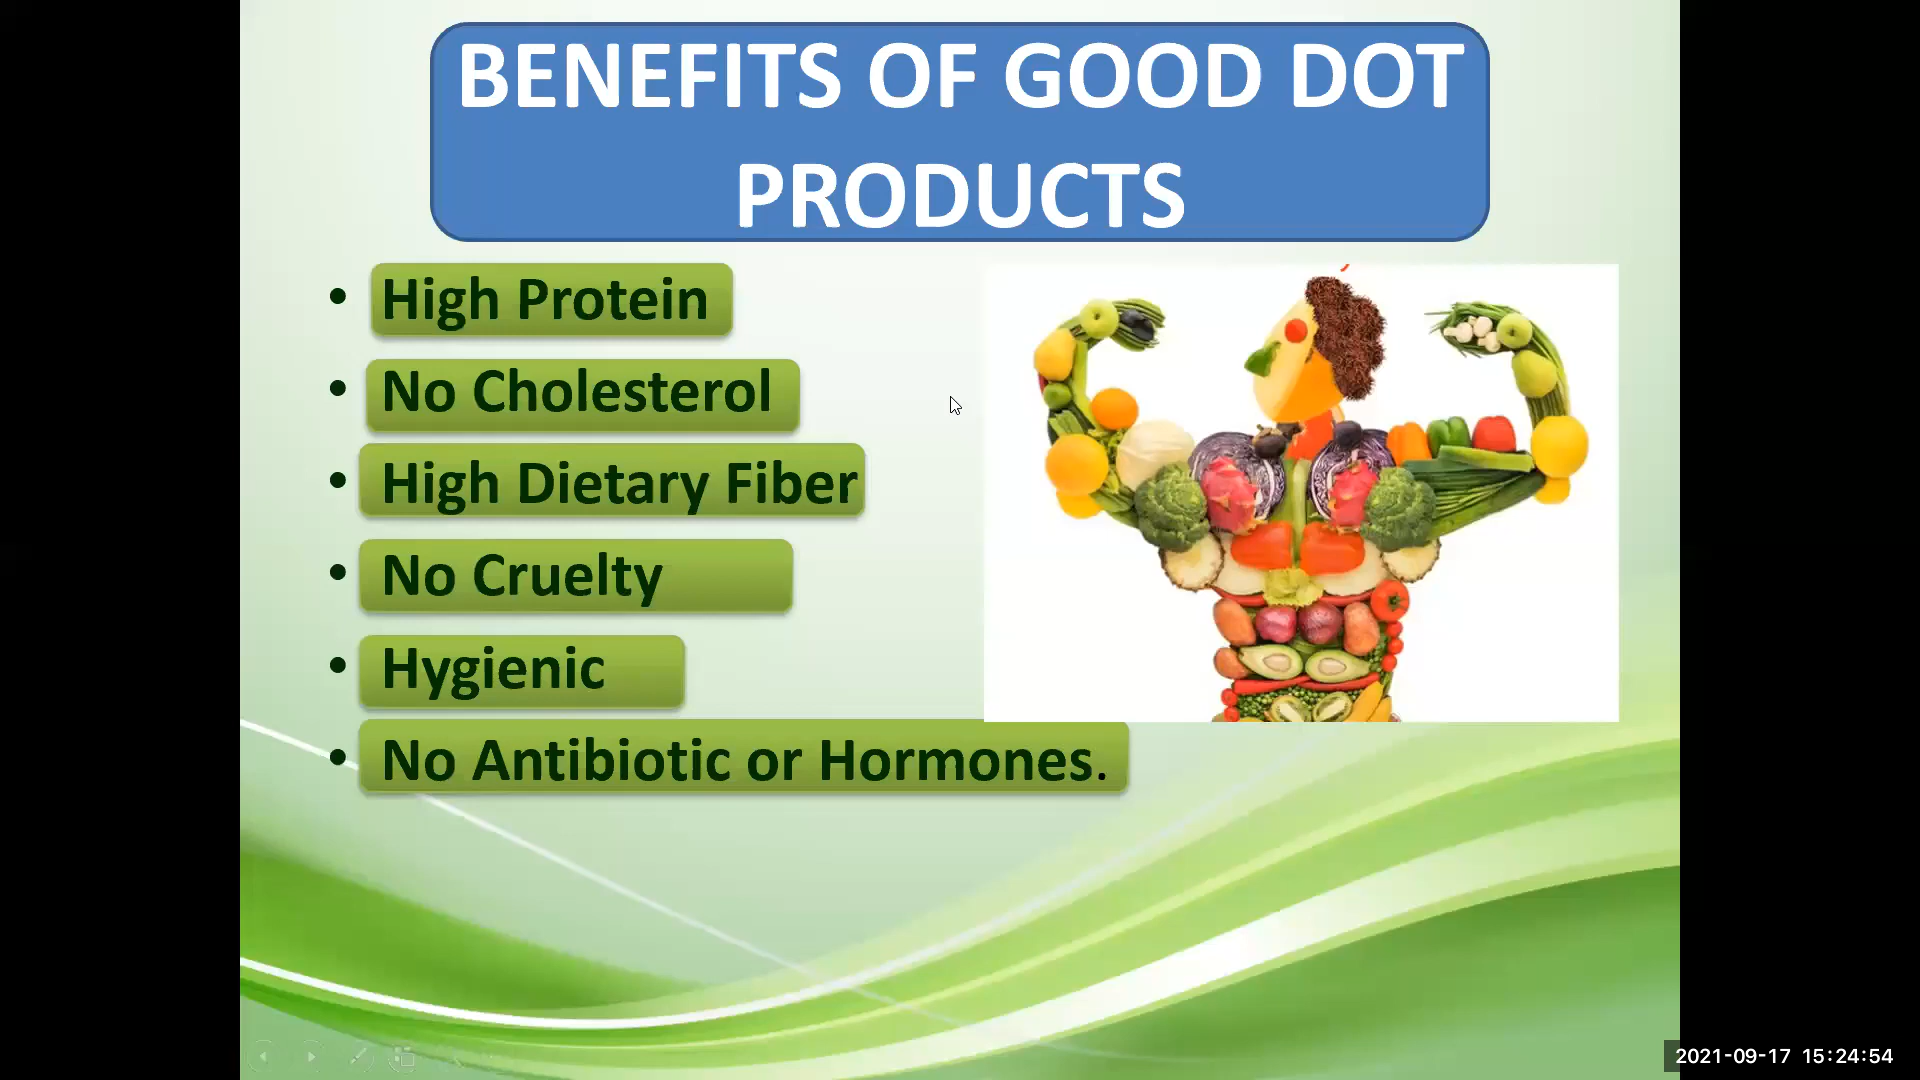 BENEFITS OF GOOD DOT
PRODUCTS
• High Protein
• No Cholesterol
• High Dietary Fiber
• No Cruelty
• Hygienic
• No Antibiotic or Hormones.
2021-09-17 15:24:54